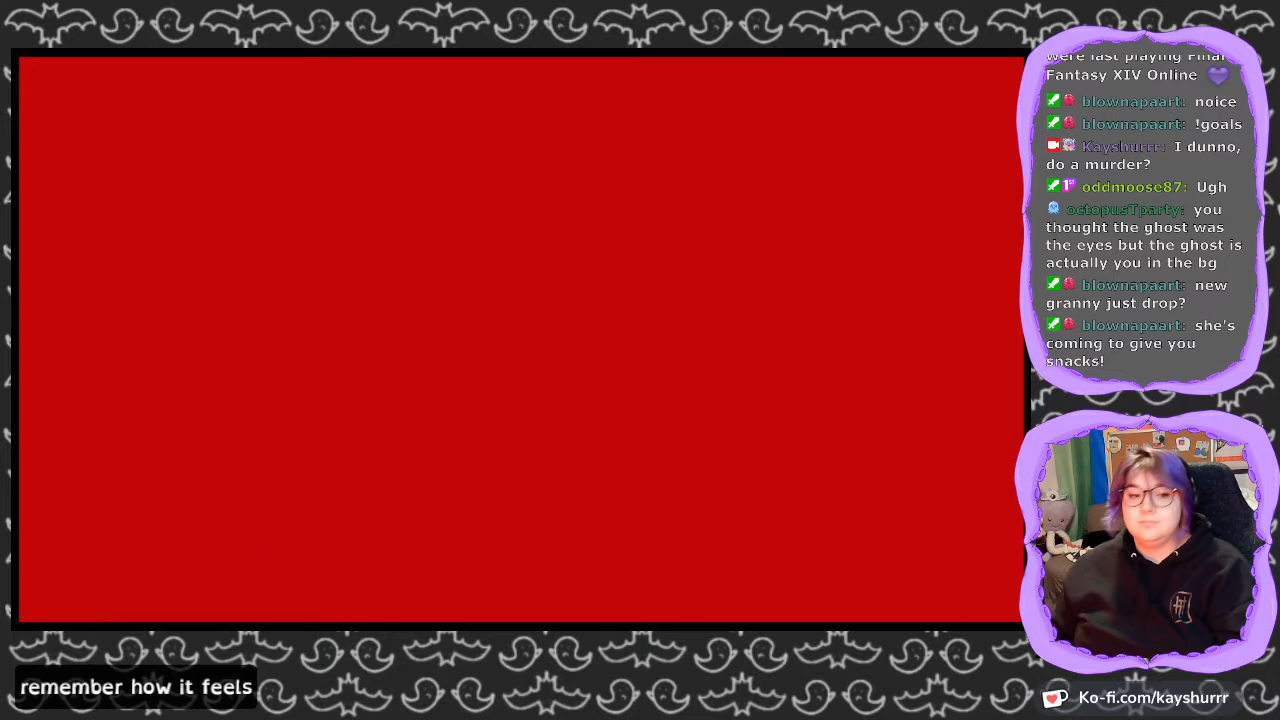 were last playing Final
Fantasy XIV Online
blownapaart: noice
blownapaart: !goals
Kayshurrr: I dunno,
do a murder?
oddmoose87: Ugh
octopusTparty: you
thought the ghost was
the eyes but the ghost is
actually you in the bg
blownapaart: new
granny just drop?
blownapaart: she's
coming to give you
snacks!
remember how it feels
Ko-fi.com/kayshurrr